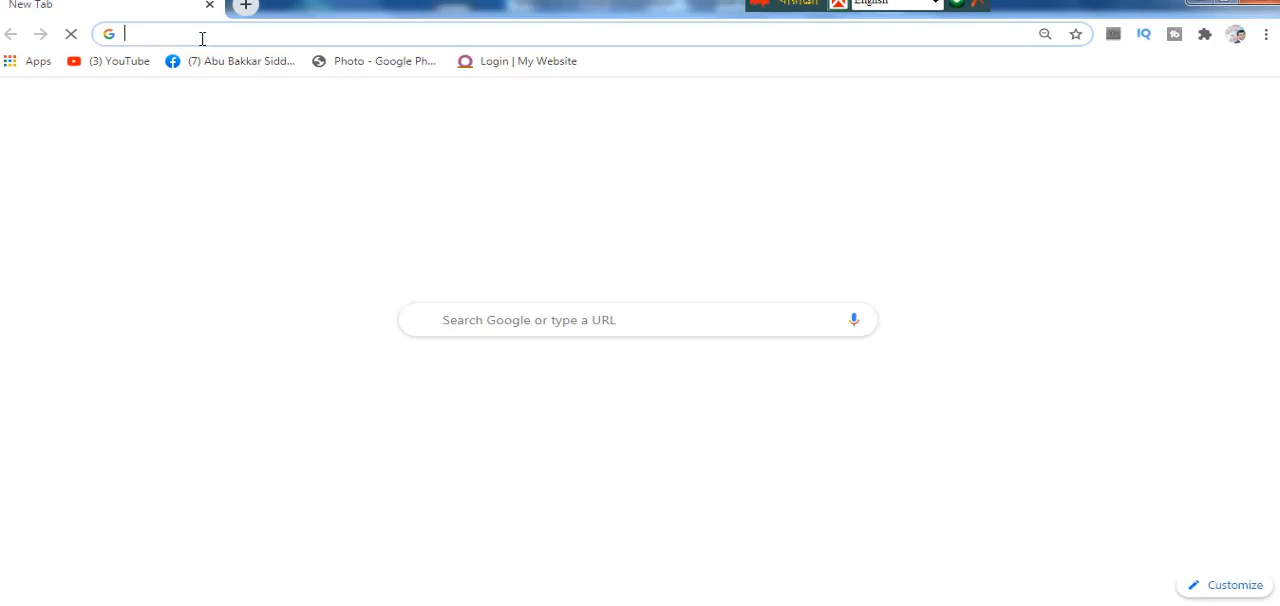 New Tab
English
Apps (3) YouTube (7) Abu Bakkar Sidd... Photo - Google Ph... Login | My Website
Search Google or type a URL
Customize